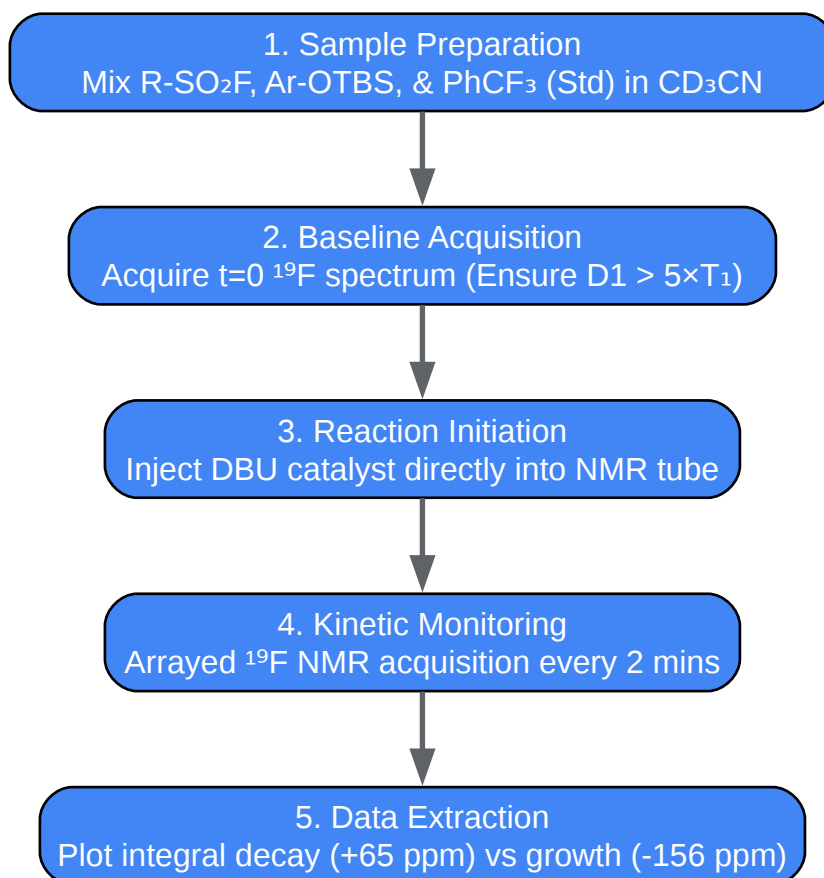 1. Sample Preparation
Mix R-SO₂F, Ar-OTBS, & PhCF₃ (Std) in CD₃CN
2. Baseline Acquisition
Acquire t=0 ¹⁹F spectrum (Ensure D1 > 5×T₁)
3. Reaction Initiation
Inject DBU catalyst directly into NMR tube
4. Kinetic Monitoring
Arrayed ¹⁹F NMR acquisition every 2 mins
5. Data Extraction
Plot integral decay (+65 ppm) vs growth (-156 ppm)